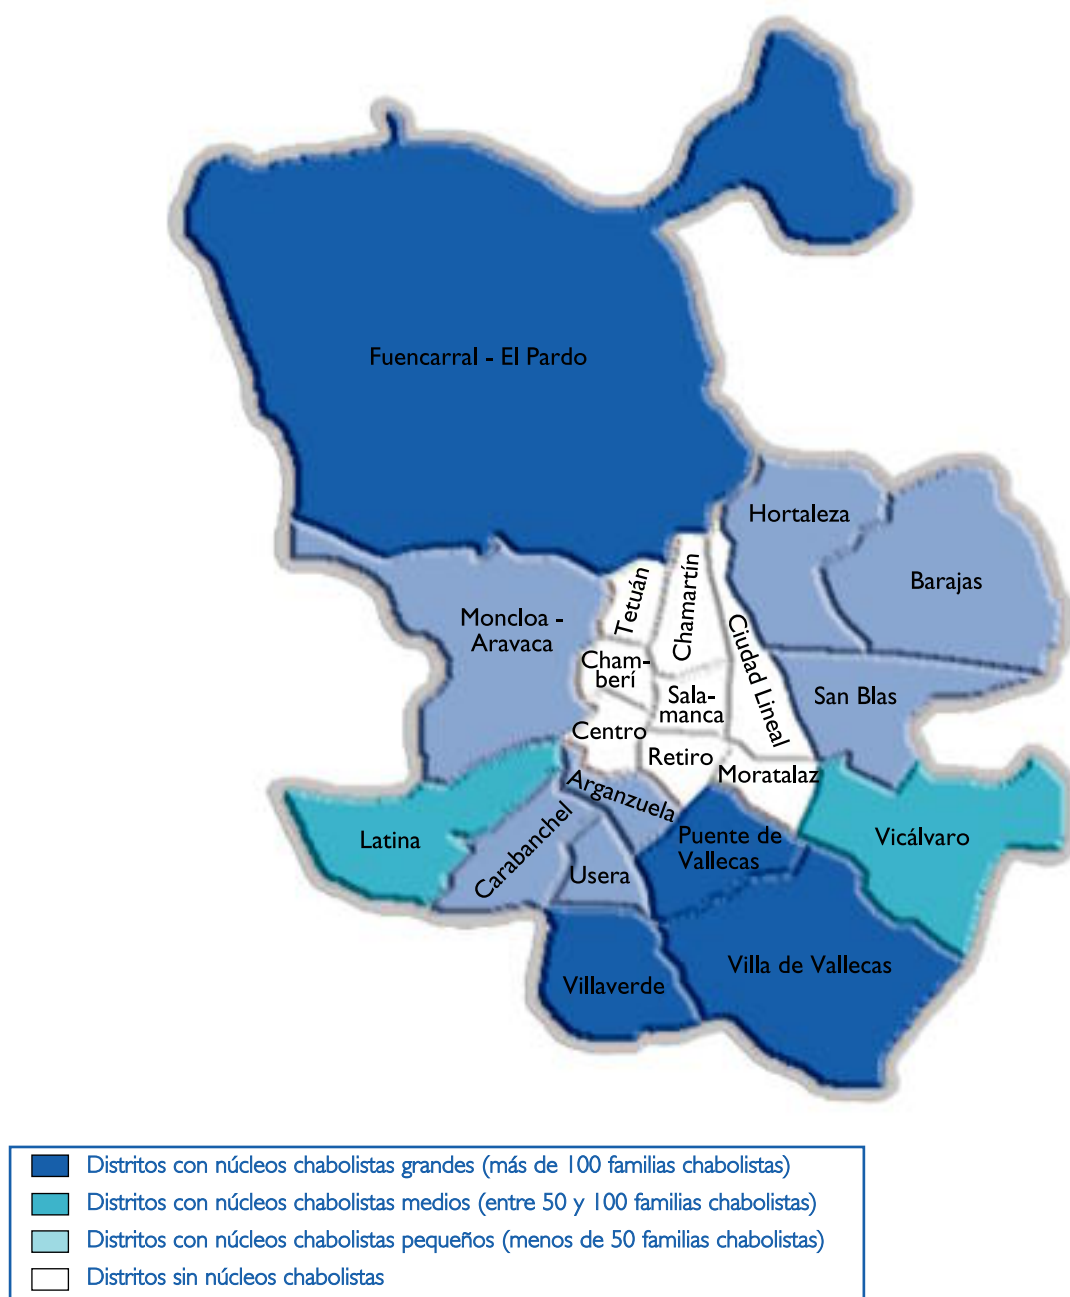 Fuencarral - El Pardo
Hortaleza
Barajas
Tetuán
Chamartín
Moncloa -
Aravaca
Ciudad Lineal
Cham-
berí
Sala-
manca
San Blas
Centro
Retiro
Moratalaz
Arganzuela
Latina
Carabanchel
Puente de
Vallecas
Vicálvaro
Usera
Villa de Vallecas
Villaverde
Distritos con núcleos chabolistas grandes (más de 100 familias chabolistas)
Distritos con núcleos chabolistas medios (entre 50 y 100 familias chabolistas)
Distritos con núcleos chabolistas pequeños (menos de 50 familias chabolistas)
Distritos sin núcleos chabolistas